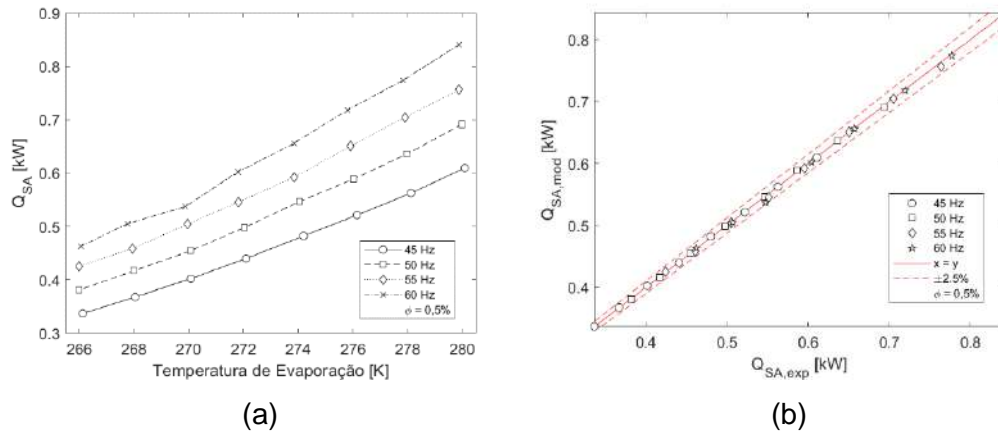 0.9
0.8
0.7
0.6
0.5
0.4
0.3
Q_SA [kW]
266 268 270 272 274 276 278 280
Temperatura de Evaporação [K]
45 Hz
50 Hz
55 Hz
60 Hz
ϕ = 0,5%
(a)
0.8
0.7
0.6
0.5
0.4
Q_SA,mod [kW]
0.4 0.5 0.6 0.7 0.8
Q_SA,exp [kW]
45 Hz
50 Hz
55 Hz
60 Hz
x = y
±2.5%
ϕ = 0,5%
(b)